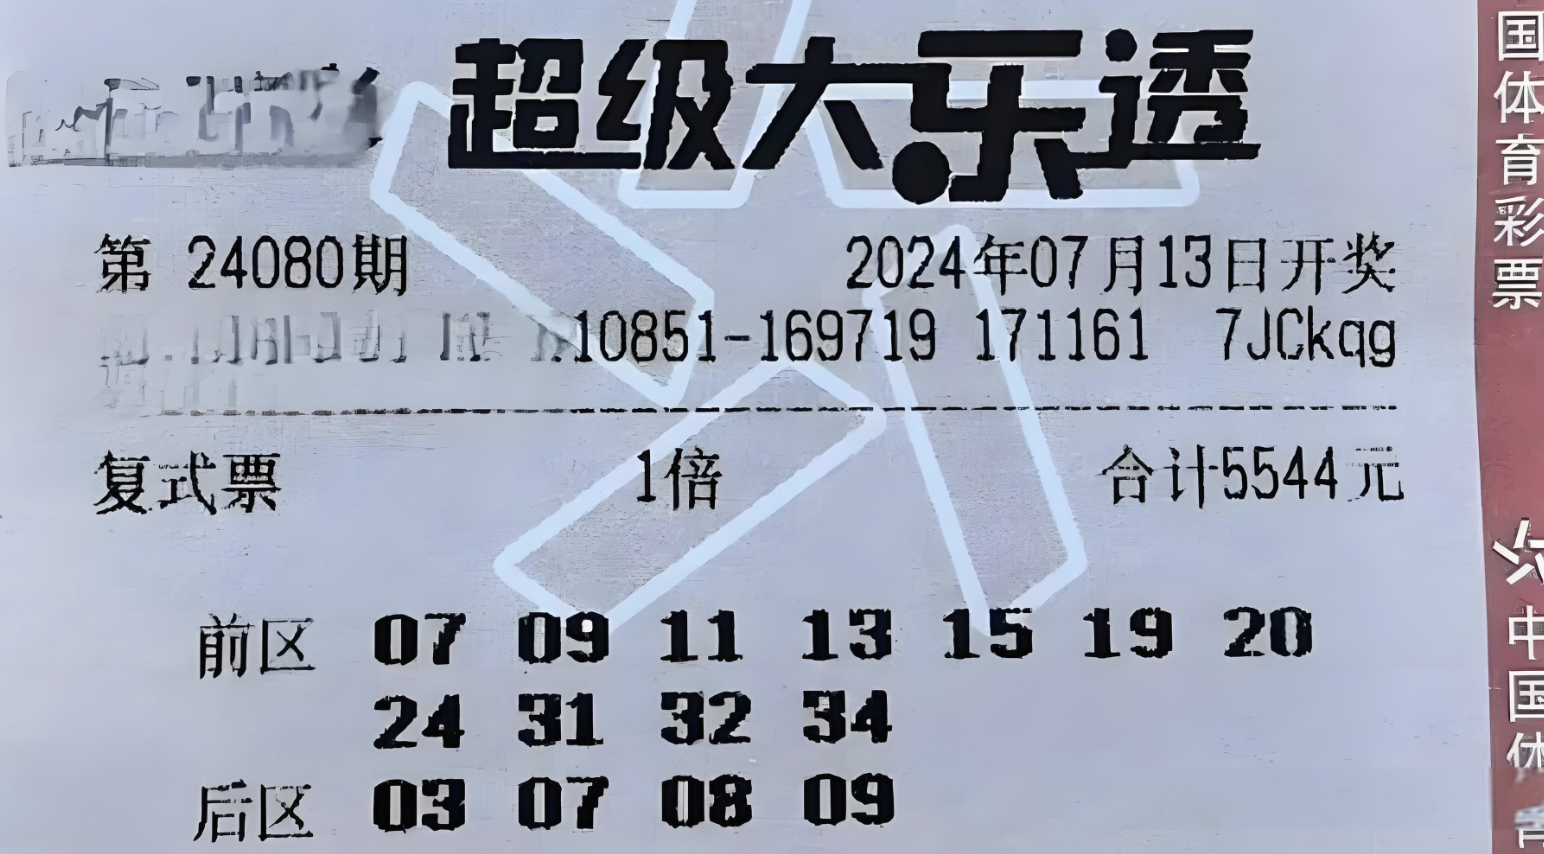 超级大乐透
第 24080期 2024年07月13日开奖
10851-169719 171161 7JCkqg
复式票 1倍 合计5544元
前区 07 09 11 13 15 19 20
24 31 32 34
后区 03 07 08 09
国体育彩票
中国体